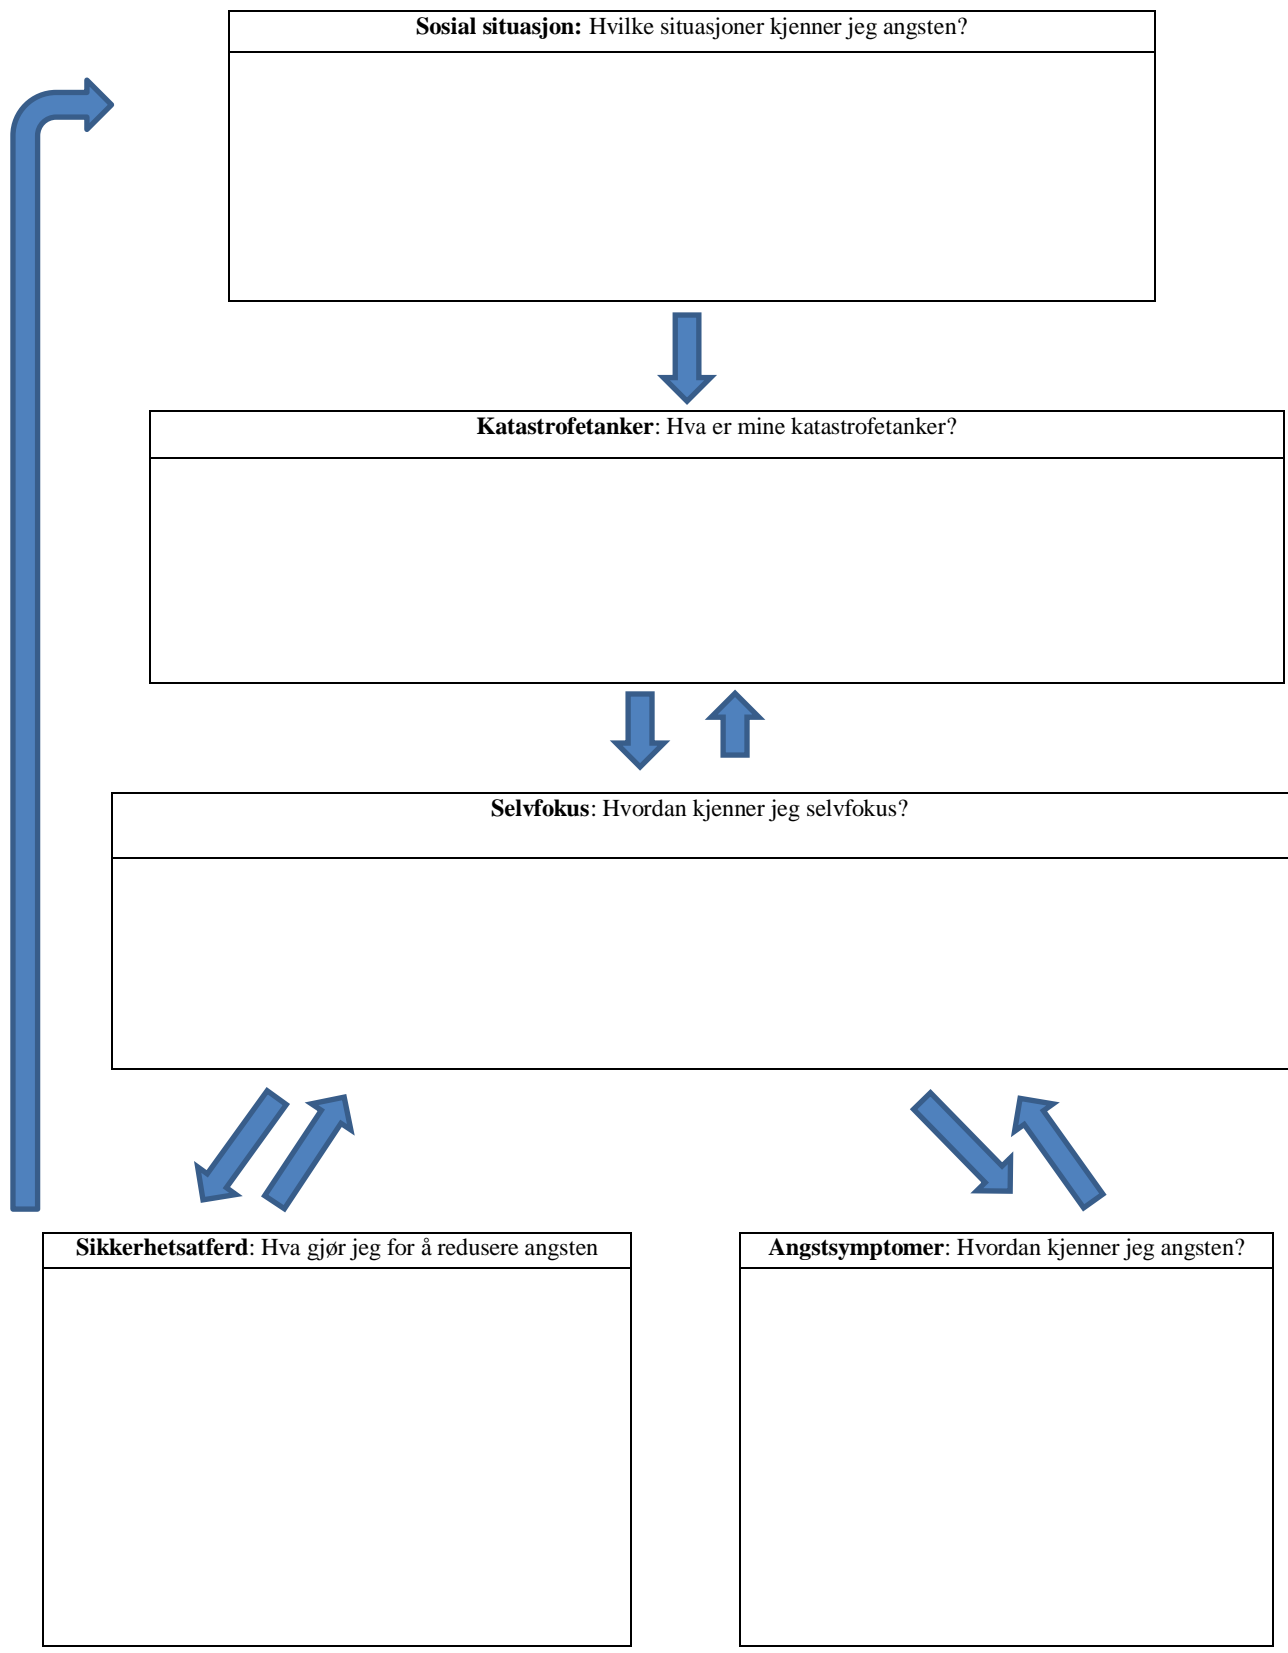 Sosial situasjon: Hvilke situasjoner kjenner jeg angsten?
Katastrofetanker: Hva er mine katastrofetanker?
Selvfokus: Hvordan kjenner jeg selvfokus?
Sikkerhetsatferd: Hva gjør jeg for å redusere angsten
Angstsymptomer: Hvordan kjenner jeg angsten?